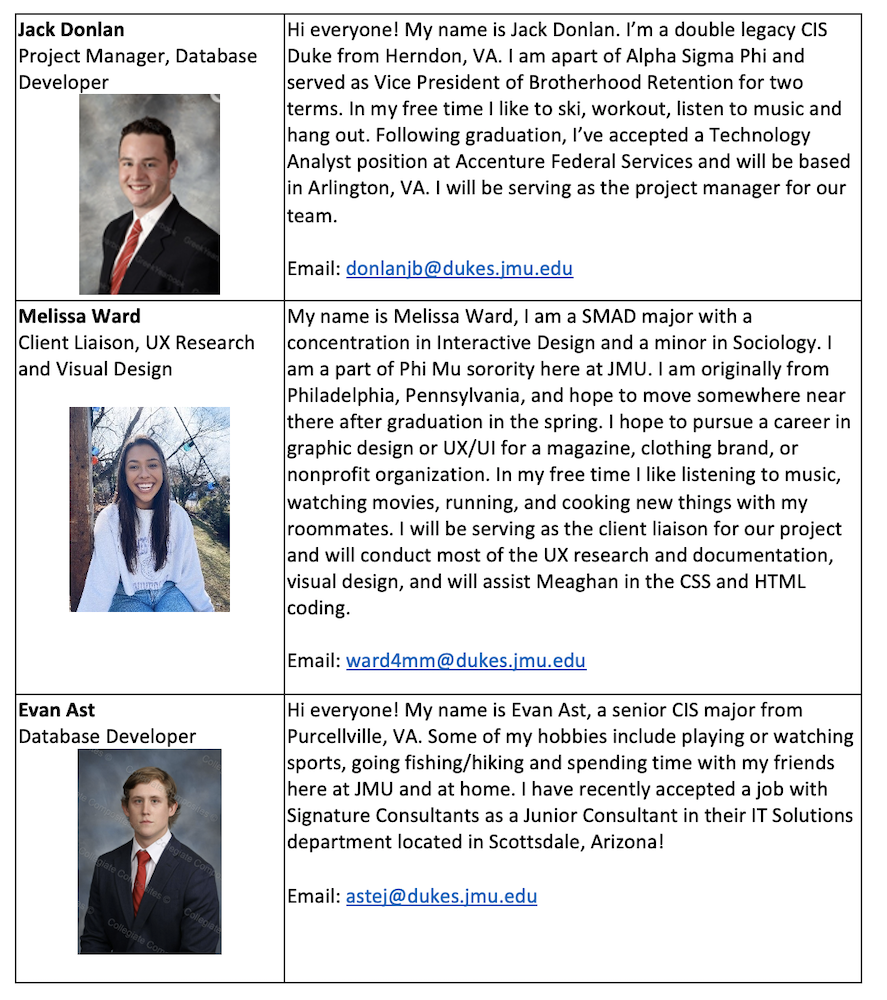 Jack Donlan
Project Manager, Database
Developer
Hi everyone! My name is Jack Donlan. I’m a double legacy CIS
Duke from Herndon, VA. I am apart of Alpha Sigma Phi and
served as Vice President of Brotherhood Retention for two
terms. In my free time I like to ski, workout, listen to music and
hang out. Following graduation, I’ve accepted a Technology
Analyst position at Accenture Federal Services and will be based
in Arlington, VA. I will be serving as the project manager for our
team.
Email: donlanjb@dukes.jmu.edu
Melissa Ward
Client Liaison, UX Research
and Visual Design
My name is Melissa Ward, I am a SMAD major with a
concentration in Interactive Design and a minor in Sociology. I
am a part of Phi Mu sorority here at JMU. I am originally from
Philadelphia, Pennsylvania, and hope to move somewhere near
there after graduation in the spring. I hope to pursue a career in
graphic design or UX/UI for a magazine, clothing brand, or
nonprofit organization. In my free time I like listening to music,
watching movies, running, and cooking new things with my
roommates. I will be serving as the client liaison for our project
and will conduct most of the UX research and documentation,
visual design, and will assist Meaghan in the CSS and HTML
coding.
Email: ward4mm@dukes.jmu.edu
Evan Ast
Database Developer
Hi everyone! My name is Evan Ast, a senior CIS major from
Purcellville, VA. Some of my hobbies include playing or watching
sports, going fishing/hiking and spending time with my friends
here at JMU and at home. I have recently accepted a job with
Signature Consultants as a Junior Consultant in their IT Solutions
department located in Scottsdale, Arizona!
Email: astej@dukes.jmu.edu